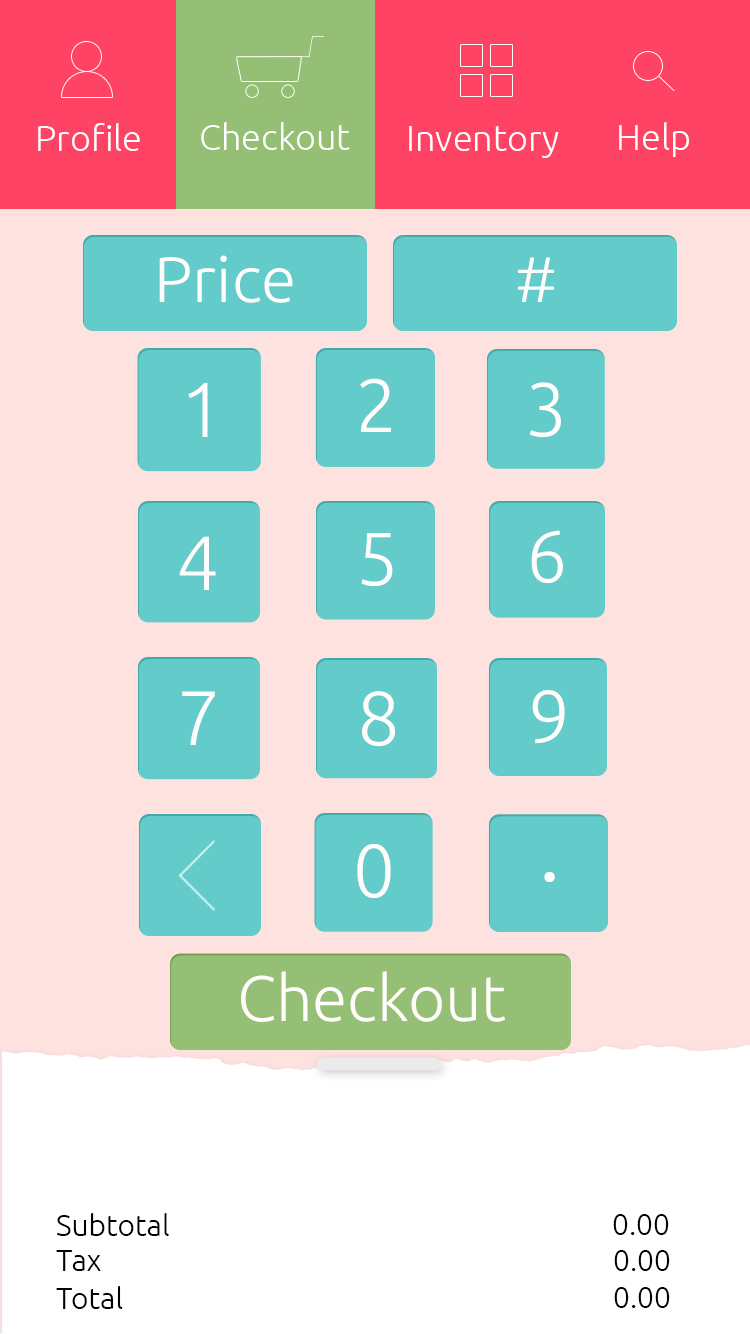 Profile Checkout Inventory Help
Price #
1 2 3
4 5 6
7 8 9
0 .
Checkout
Subtotal 0.00
Tax 0.00
Total 0.00